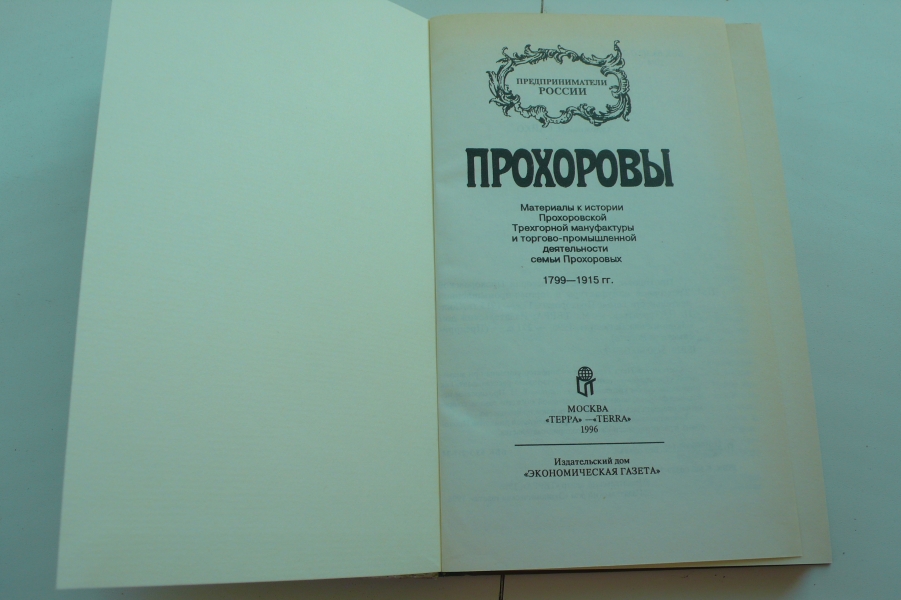 ПРЕДПРИНИМАТЕЛИ
РОССИИ
ПРОХОРОВЫ
Материалы к истории
Прохоровской
Трехгорной мануфактуры
и торгово-промышленной
деятельности
семьи Прохоровых
1799—1915 гг.
МОСКВА
«ТЕРРА» —«TERRA»
1996
Издательский дом
«ЭКОНОМИЧЕСКАЯ ГАЗЕТА»